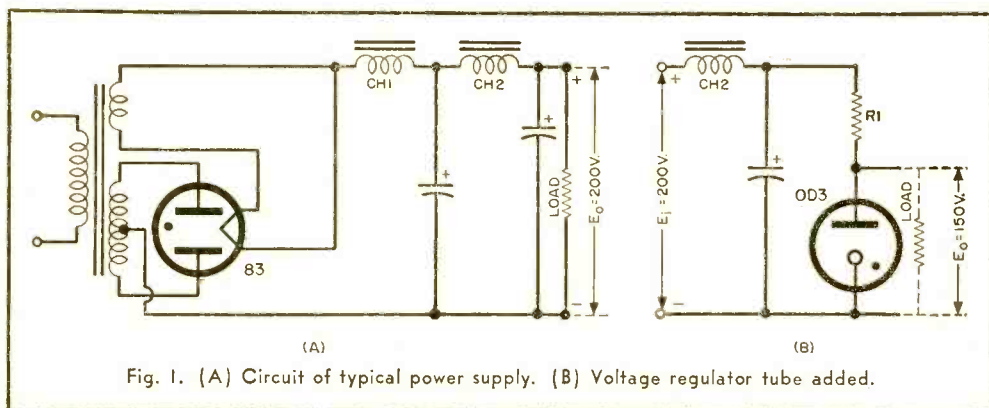 CH1
CH2
+
+
+
LOAD
E₀=200V.
83
−
(A)
CH2
+
+
R1
Eᵢ=200V.
OD3
LOAD
E₀=150V.
−
(B)
Fig. 1. (A) Circuit of typical power supply. (B) Voltage regulator tube added.